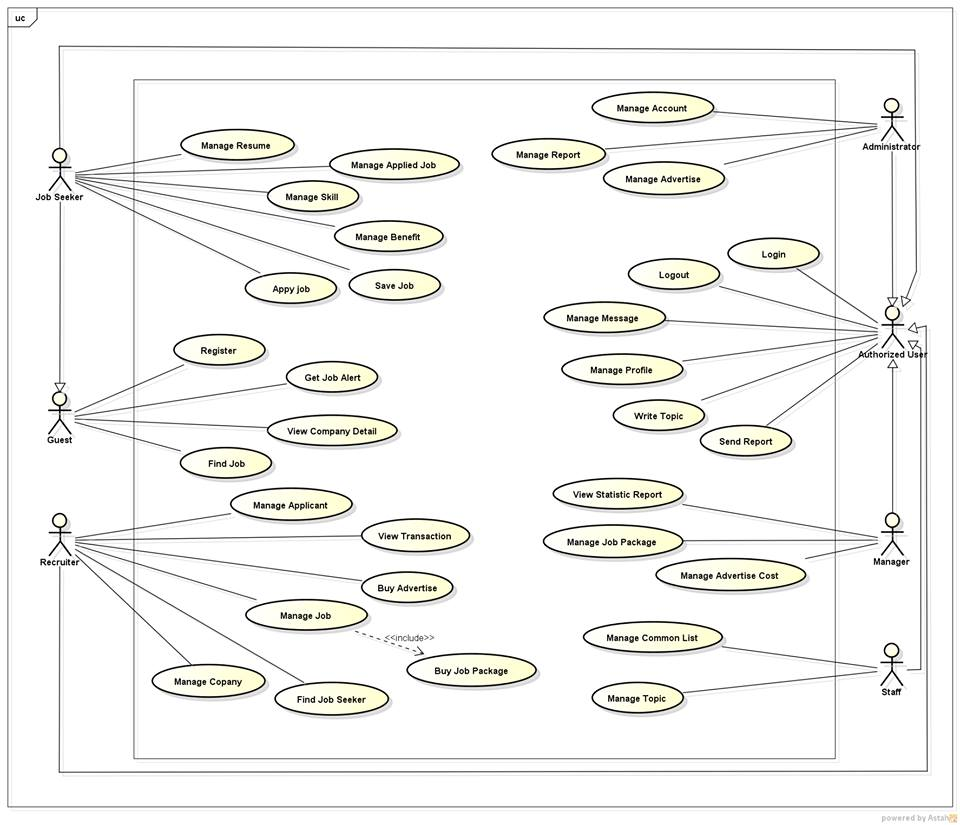 uc
Manage Account
Administrator
Manage Resume
Manage Report
Manage Applied Job
Manage Advertise
Job Seeker
Manage Skill
Manage Benefit
Login
Logout
Save Job
Appy job
Manage Message
Register
Authorized User
Manage Profile
Get Job Alert
Write Topic
View Company Detail
Guest
Send Report
Find Job
View Statistic Report
Manage Applicant
View Transaction
Manage Job Package
Recruiter
Manager
Manage Advertise Cost
Buy Advertise
Manage Job
<<include>>
Manage Common List
Buy Job Package
Manage Copany
Staff
Find Job Seeker
Manage Topic
powered by Astah